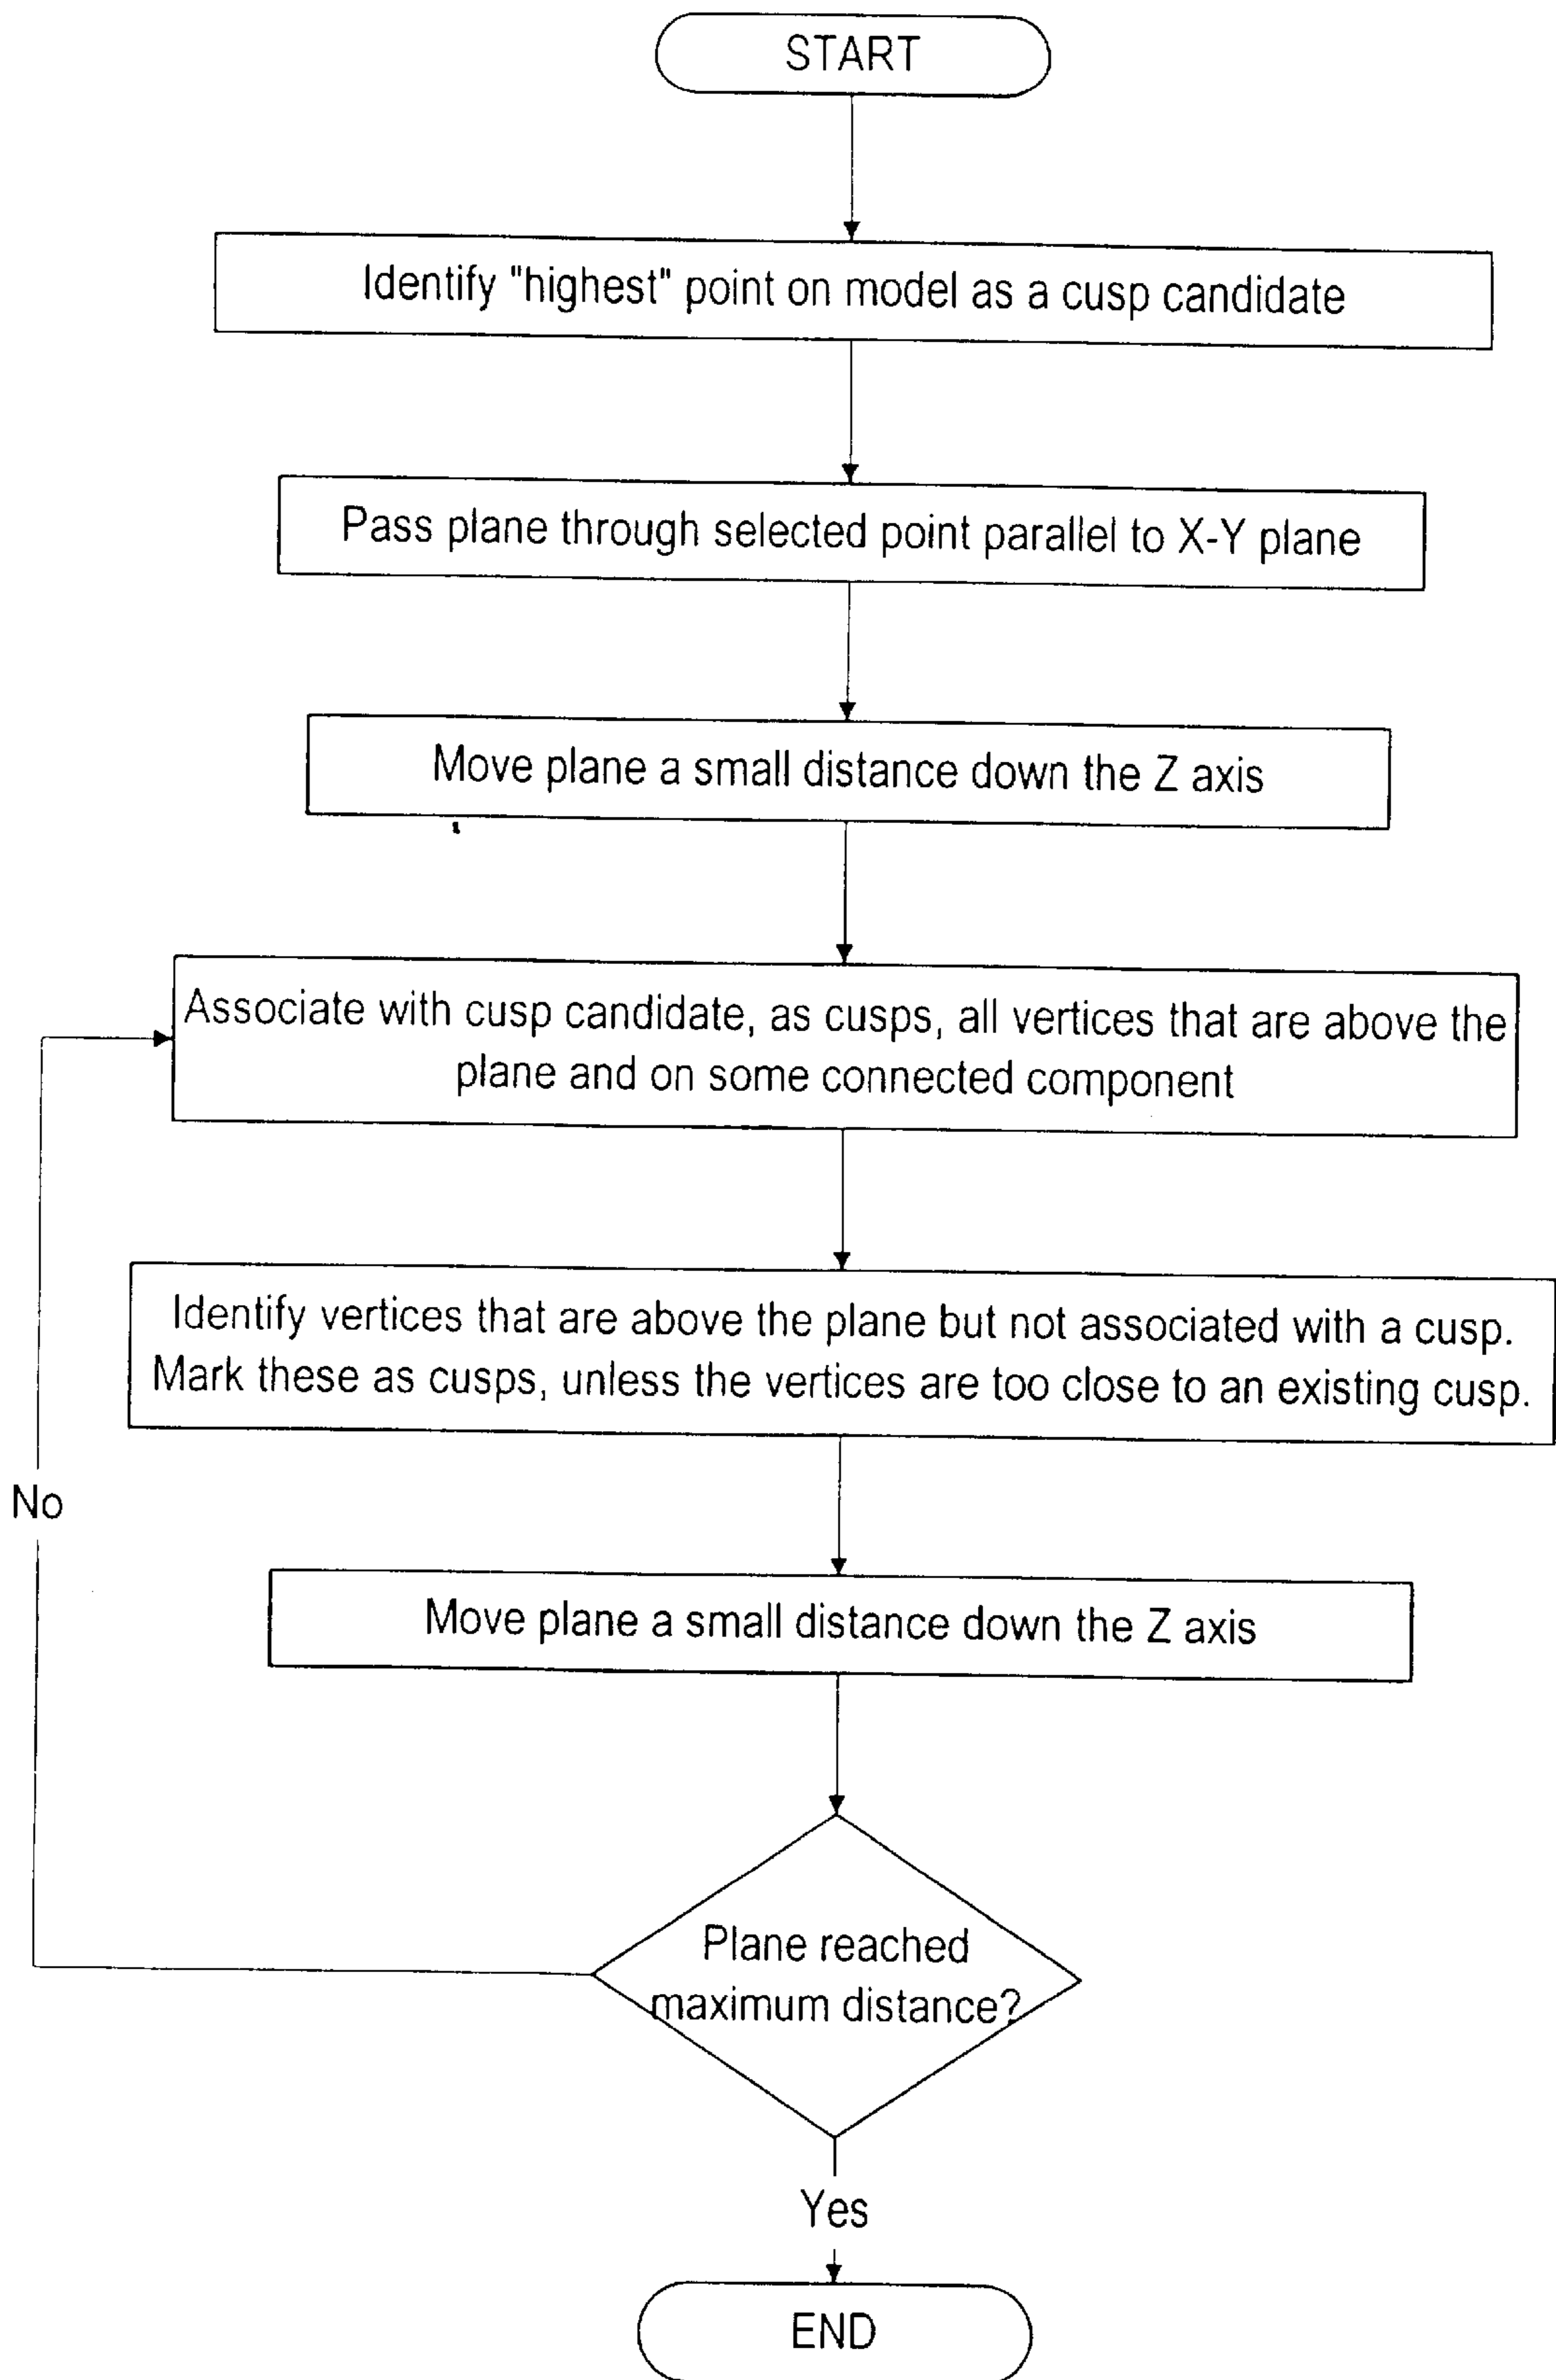 START
Identify "highest" point on model as a cusp candidate
Pass plane through selected point parallel to X-Y plane
Move plane a small distance down the Z axis
Associate with cusp candidate, as cusps, all vertices that are above the
plane and on some connected component
Identify vertices that are above the plane but not associated with a cusp.
Mark these as cusps, unless the vertices are too close to an existing cusp.
No
Move plane a small distance down the Z axis
Plane reached
maximum distance?
Yes
END